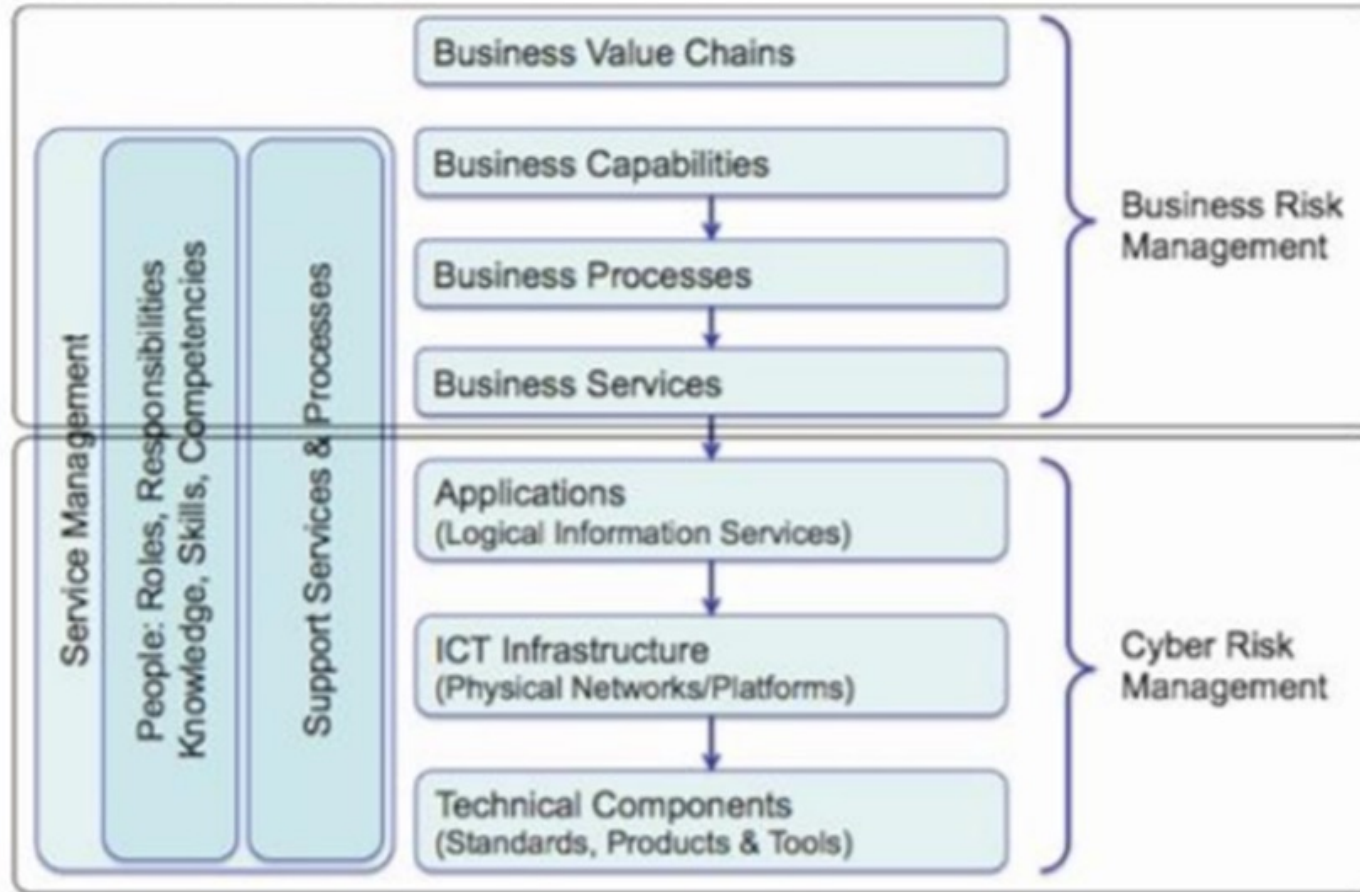 Business Value Chains
Business Capabilities
Business Processes
Business Services
Business Risk
Management
Service Management
People: Roles, Responsibilities
Knowledge, Skills, Competencies
Support Services & Processes
Applications
(Logical Information Services)
ICT Infrastructure
(Physical Networks/Platforms)
Technical Components
(Standards, Products & Tools)
Cyber Risk
Management